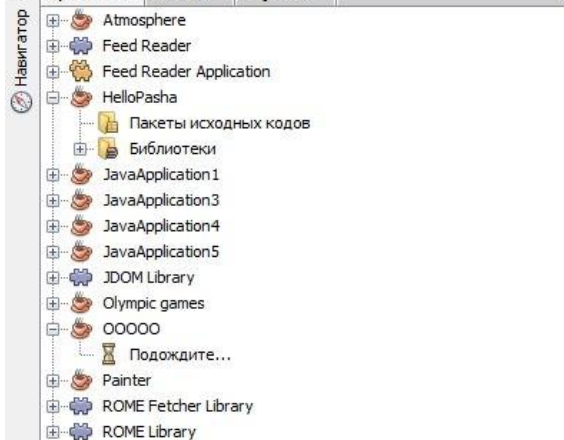 Навигатор
Atmosphere
Feed Reader
Feed Reader Application
HelloPasha
Пакеты исходных кодов
Библиотеки
JavaApplication1
JavaApplication3
JavaApplication4
JavaApplication5
JDOM Library
Olympic games
OOOOO
Подождите...
Painter
ROME Fetcher Library
ROME Library